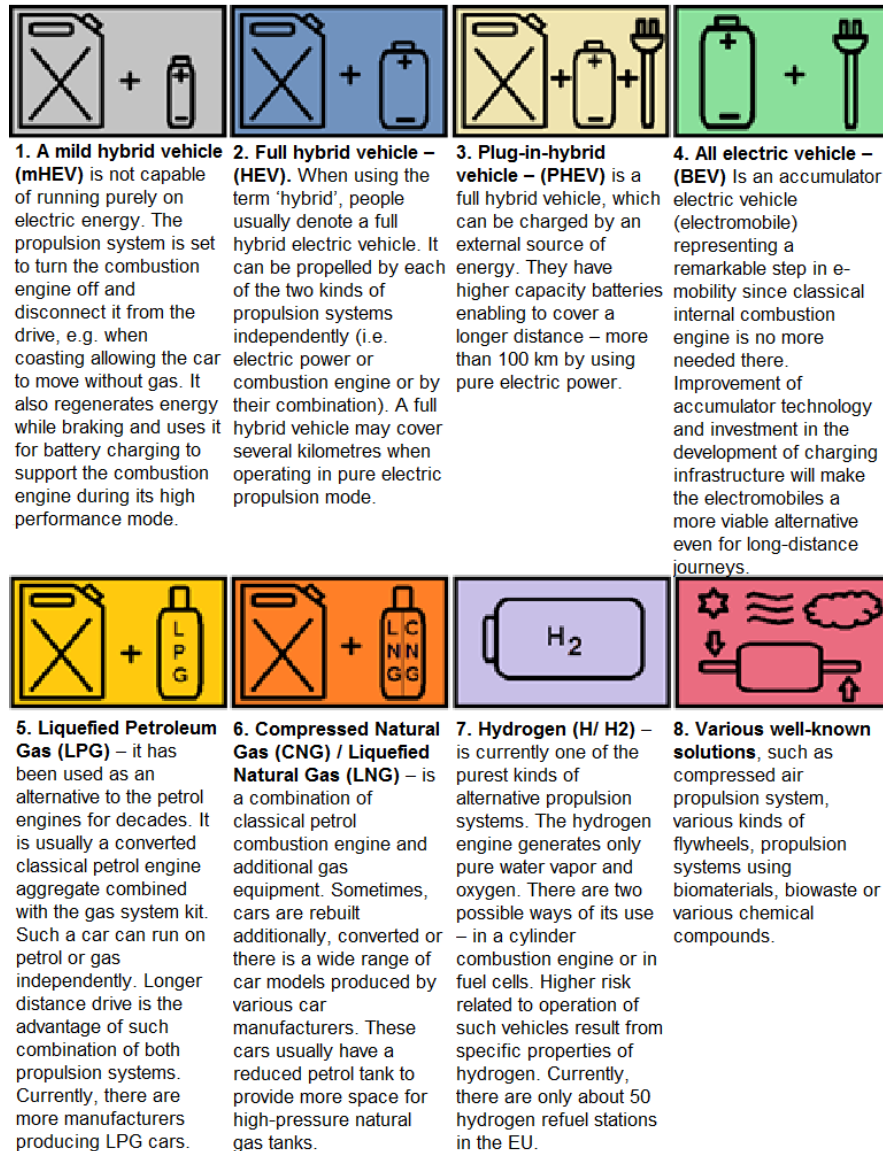 +
+
+
+
+
1. A mild hybrid vehicle
(mHEV) is not capable
of running purely on
electric energy. The
propulsion system is set
to turn the combustion
engine off and
disconnect it from the
drive, e.g. when
coasting allowing the car
to move without gas. It
also regenerates energy
while braking and uses it
for battery charging to
support the combustion
engine during its high
performance mode.
2. Full hybrid vehicle –
(HEV). When using the
term ‘hybrid’, people
usually denote a full
hybrid electric vehicle. It
can be propelled by each
of the two kinds of
propulsion systems
independently (i.e.
electric power or
combustion engine or by
their combination). A full
hybrid vehicle may cover
several kilometres when
operating in pure electric
propulsion mode.
3. Plug-in-hybrid
vehicle – (PHEV) is a
full hybrid vehicle, which
can be charged by an
external source of
energy. They have
higher capacity batteries
enabling to cover a
longer distance – more
than 100 km by using
pure electric power.
4. All electric vehicle –
(BEV) Is an accumulator
electric vehicle
(electromobile)
representing a
remarkable step in e-
mobility since classical
internal combustion
engine is no more
needed there.
Improvement of
accumulator technology
and investment in the
development of charging
infrastructure will make
the electromobiles a
more viable alternative
even for long-distance
journeys.
+
LPG
+
LNG
CNG
H2
5. Liquefied Petroleum
Gas (LPG) – it has
been used as an
alternative to the petrol
engines for decades. It
is usually a converted
classical petrol engine
aggregate combined
with the gas system kit.
Such a car can run on
petrol or gas
independently. Longer
distance drive is the
advantage of such
combination of both
propulsion systems.
Currently, there are
more manufacturers
producing LPG cars.
6. Compressed Natural
Gas (CNG) / Liquefied
Natural Gas (LNG) – is
a combination of
classical petrol
combustion engine and
additional gas
equipment. Sometimes,
cars are rebuilt
additionally, converted or
there is a wide range of
car models produced by
various car
manufacturers. These
cars usually have a
reduced petrol tank to
provide more space for
high-pressure natural
gas tanks.
7. Hydrogen (H/ H2) –
is currently one of the
purest kinds of
alternative propulsion
systems. The hydrogen
engine generates only
pure water vapor and
oxygen. There are two
possible ways of its use
– in a cylinder
combustion engine or in
fuel cells. Higher risk
related to operation of
such vehicles result from
specific properties of
hydrogen. Currently,
there are only about 50
hydrogen refuel stations
in the EU.
8. Various well-known
solutions, such as
compressed air
propulsion system,
various kinds of
flywheels, propulsion
systems using
biomaterials, biowaste or
various chemical
compounds.